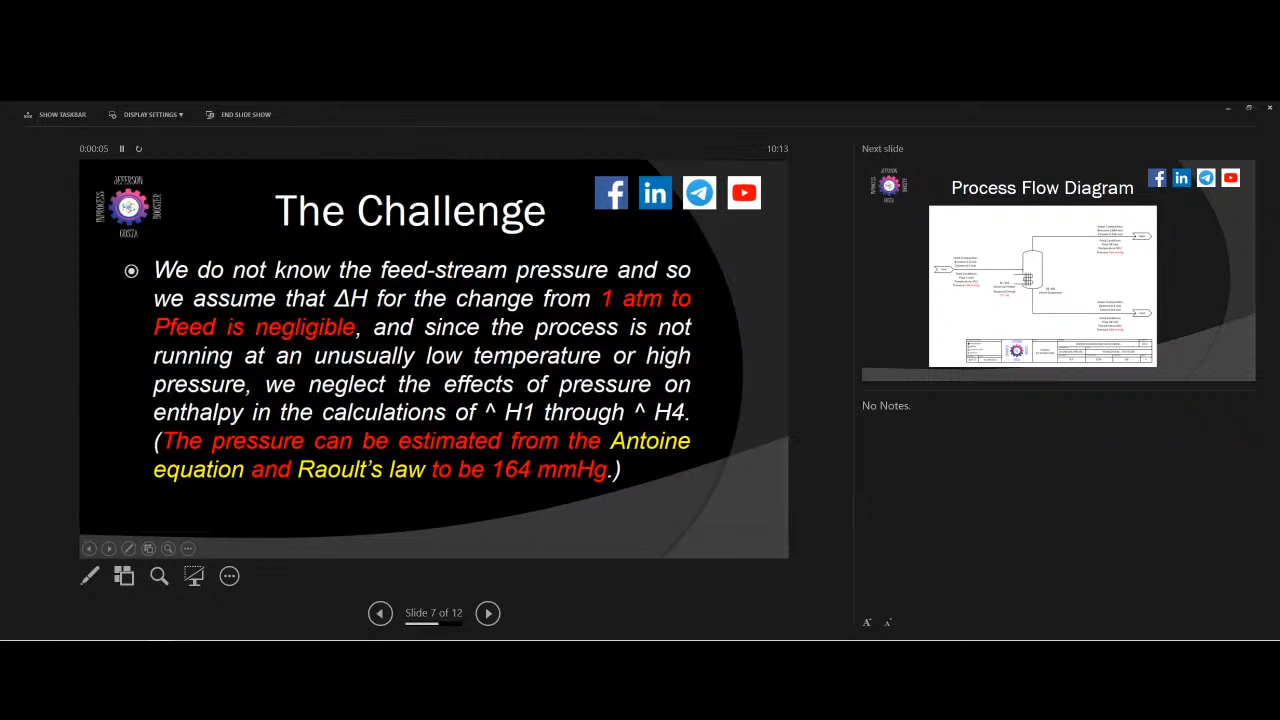 SHOW TASKBAR
DISPLAY SETTINGS ▾
END SLIDE SHOW
0:00:05
10:13
Next slide
JEFFERSON
INPROCESS
BOOSTER
COSTA
The Challenge
We do not know the feed-stream pressure and so
we assume that ΔH for the change from 1 atm to
Pfeed is negligible, and since the process is not
running at an unusually low temperature or high
pressure, we neglect the effects of pressure on
enthalpy in the calculations of ^ H1 through ^ H4.
(The pressure can be estimated from the Antoine
equation and Raoult’s law to be 164 mmHg.)
Process Flow Diagram
No Notes.
Slide 7 of 12